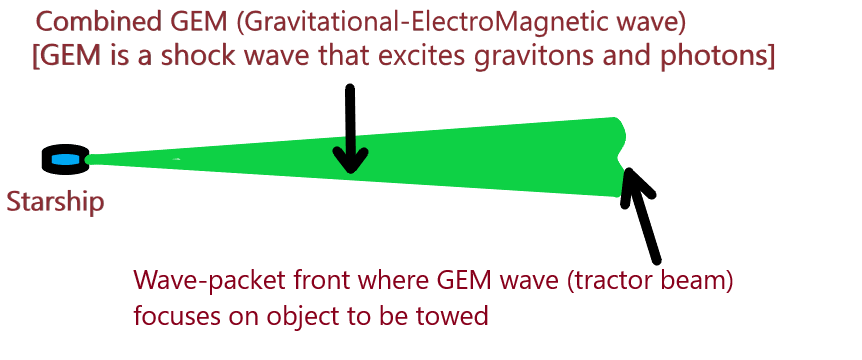 Combined GEM (Gravitational-ElectroMagnetic wave)
[GEM is a shock wave that excites gravitons and photons]
Starship
Wave-packet front where GEM wave (tractor beam)
focuses on object to be towed